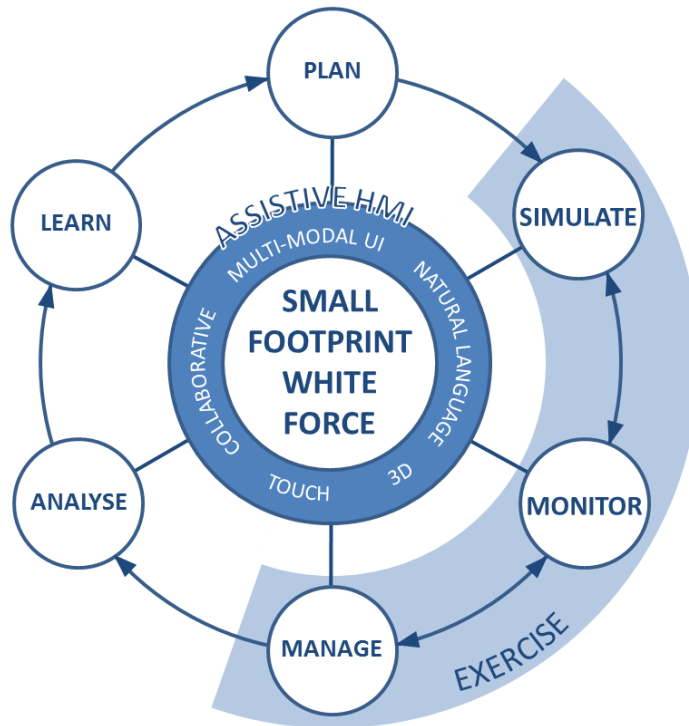 PLAN
SIMULATE
MONITOR
MANAGE
ANALYSE
LEARN
EXERCISE
ASSISTIVE HMI
MULTI-MODAL UI
NATURAL LANGUAGE
3D
TOUCH
COLLABORATIVE
SMALL
FOOTPRINT
WHITE
FORCE